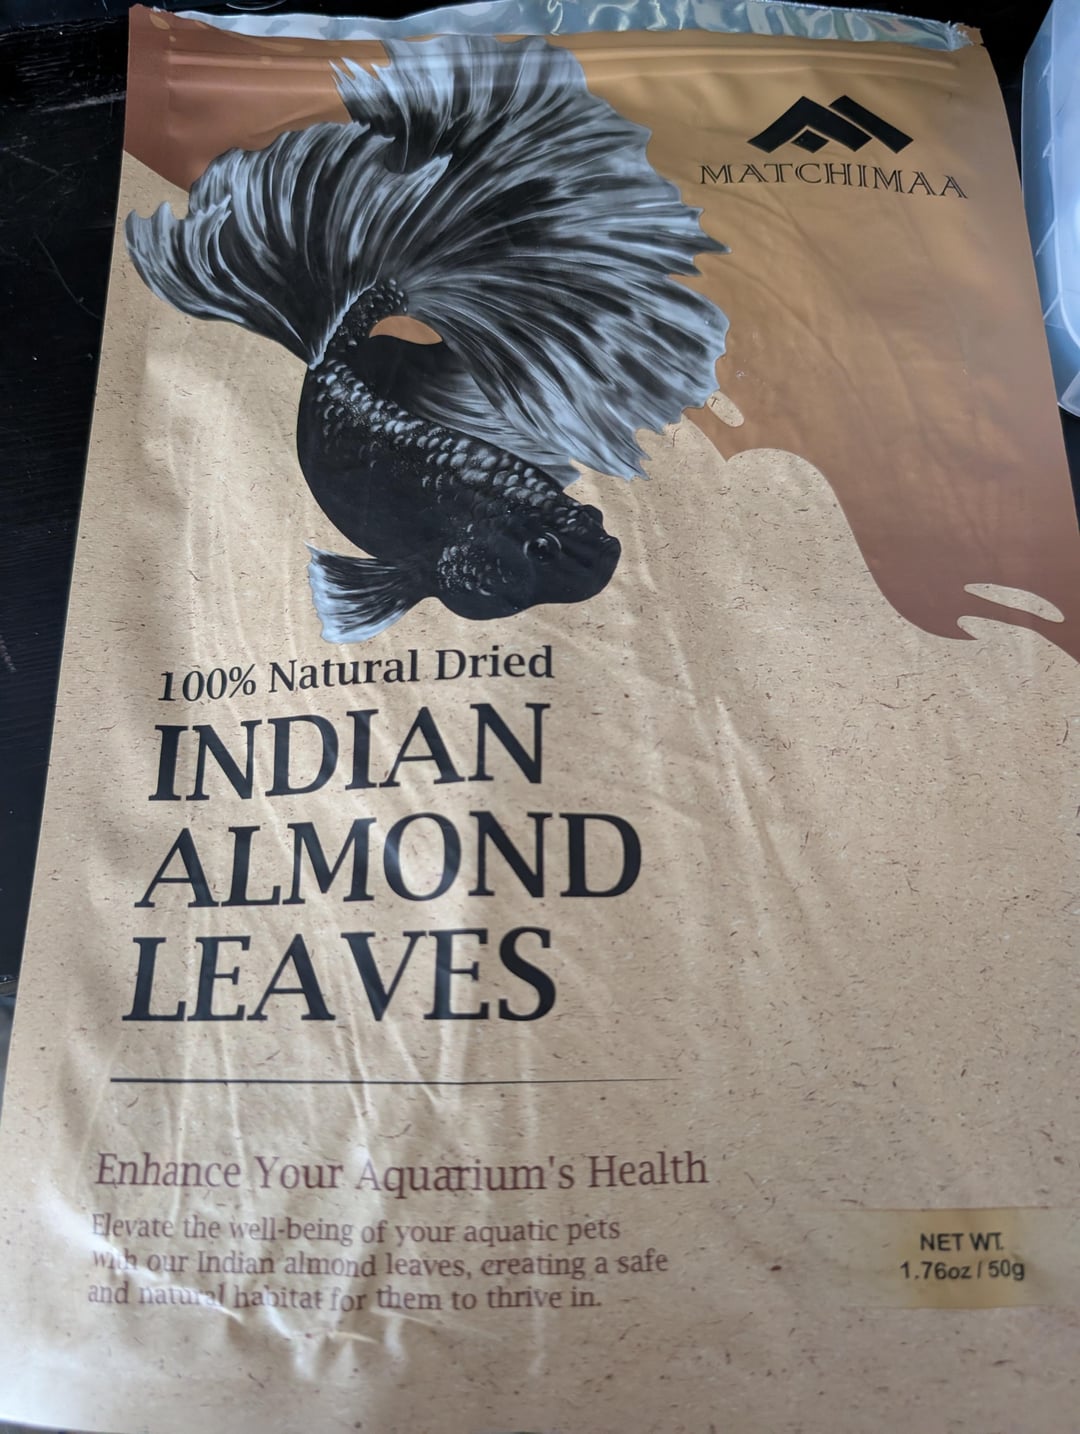 MATCHIMAA
100% Natural Dried
INDIAN
ALMOND
LEAVES
Enhance Your Aquarium's Health
Elevate the well-being of your aquatic pets
with our Indian almond leaves, creating a safe
and natural habitat for them to thrive in.
NET WT.
1.76oz / 50g